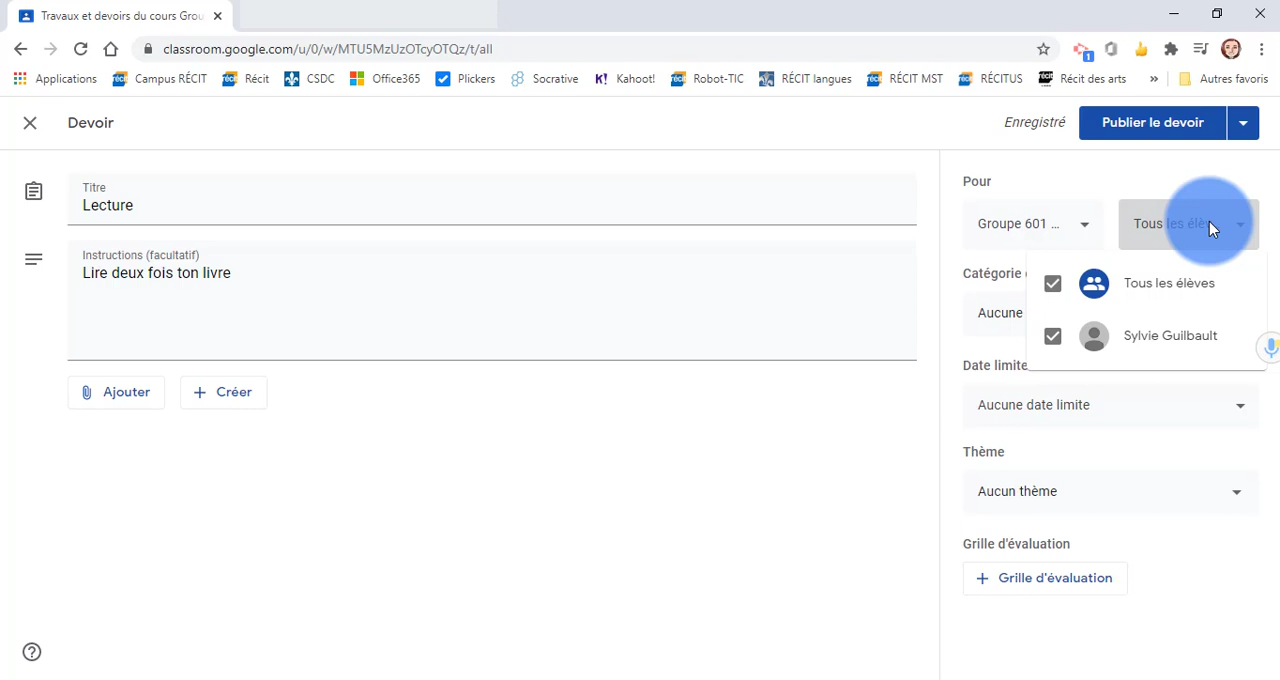 Travaux et devoirs du cours Grou
classroom.google.com/u/0/w/MTU5MzUzOTcyOTQz/t/all
Applications Campus RÉCIT Récit CSDC Office365 Plickers Socrative K! Kahoot! Robot-TIC RÉCIT langues RÉCIT MST RÉCITUS Récit des arts » Autres favoris
Devoir
Enregistré
Publier le devoir
Titre
Lecture
Instructions (facultatif)
Lire deux fois ton livre
Ajouter
Créer
Pour
Groupe 601 ...
Tous les élèv
Tous les élèves
Sylvie Guilbault
Catégorie
Aucune
Date limite
Aucune date limite
Thème
Aucun thème
Grille d'évaluation
Grille d'évaluation